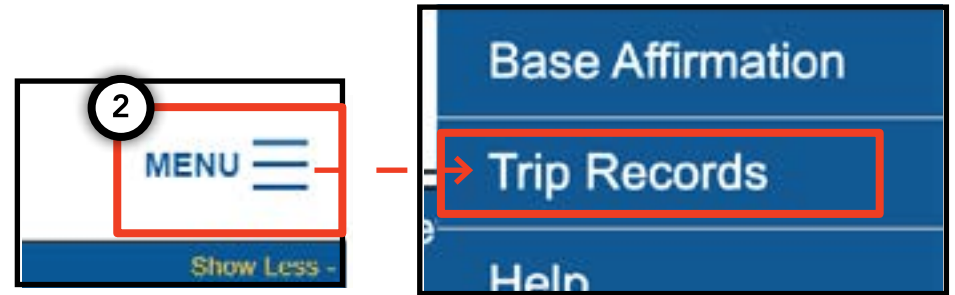 2
MENU
Show Less -
Base Affirmation
Trip Records
Help